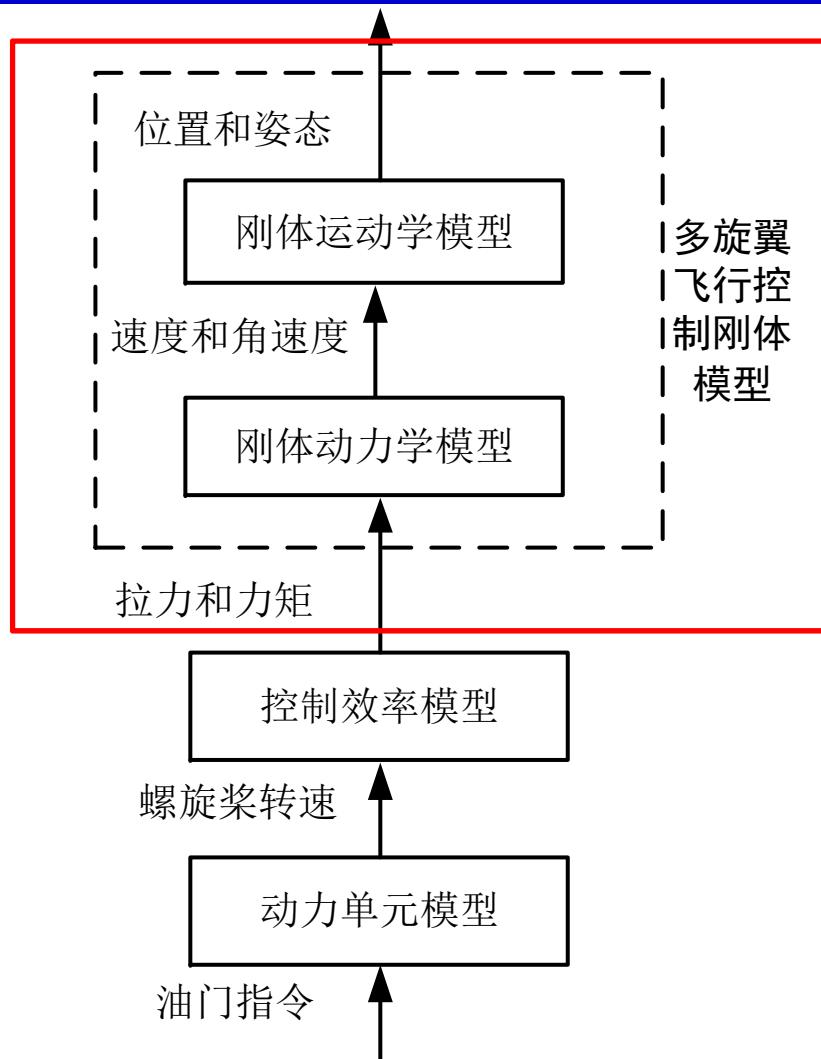 位置和姿态
刚体运动学模型
多旋翼
飞行控
制刚体
模型
速度和角速度
刚体动力学模型
拉力和力矩
控制效率模型
螺旋桨转速
动力单元模型
油门指令